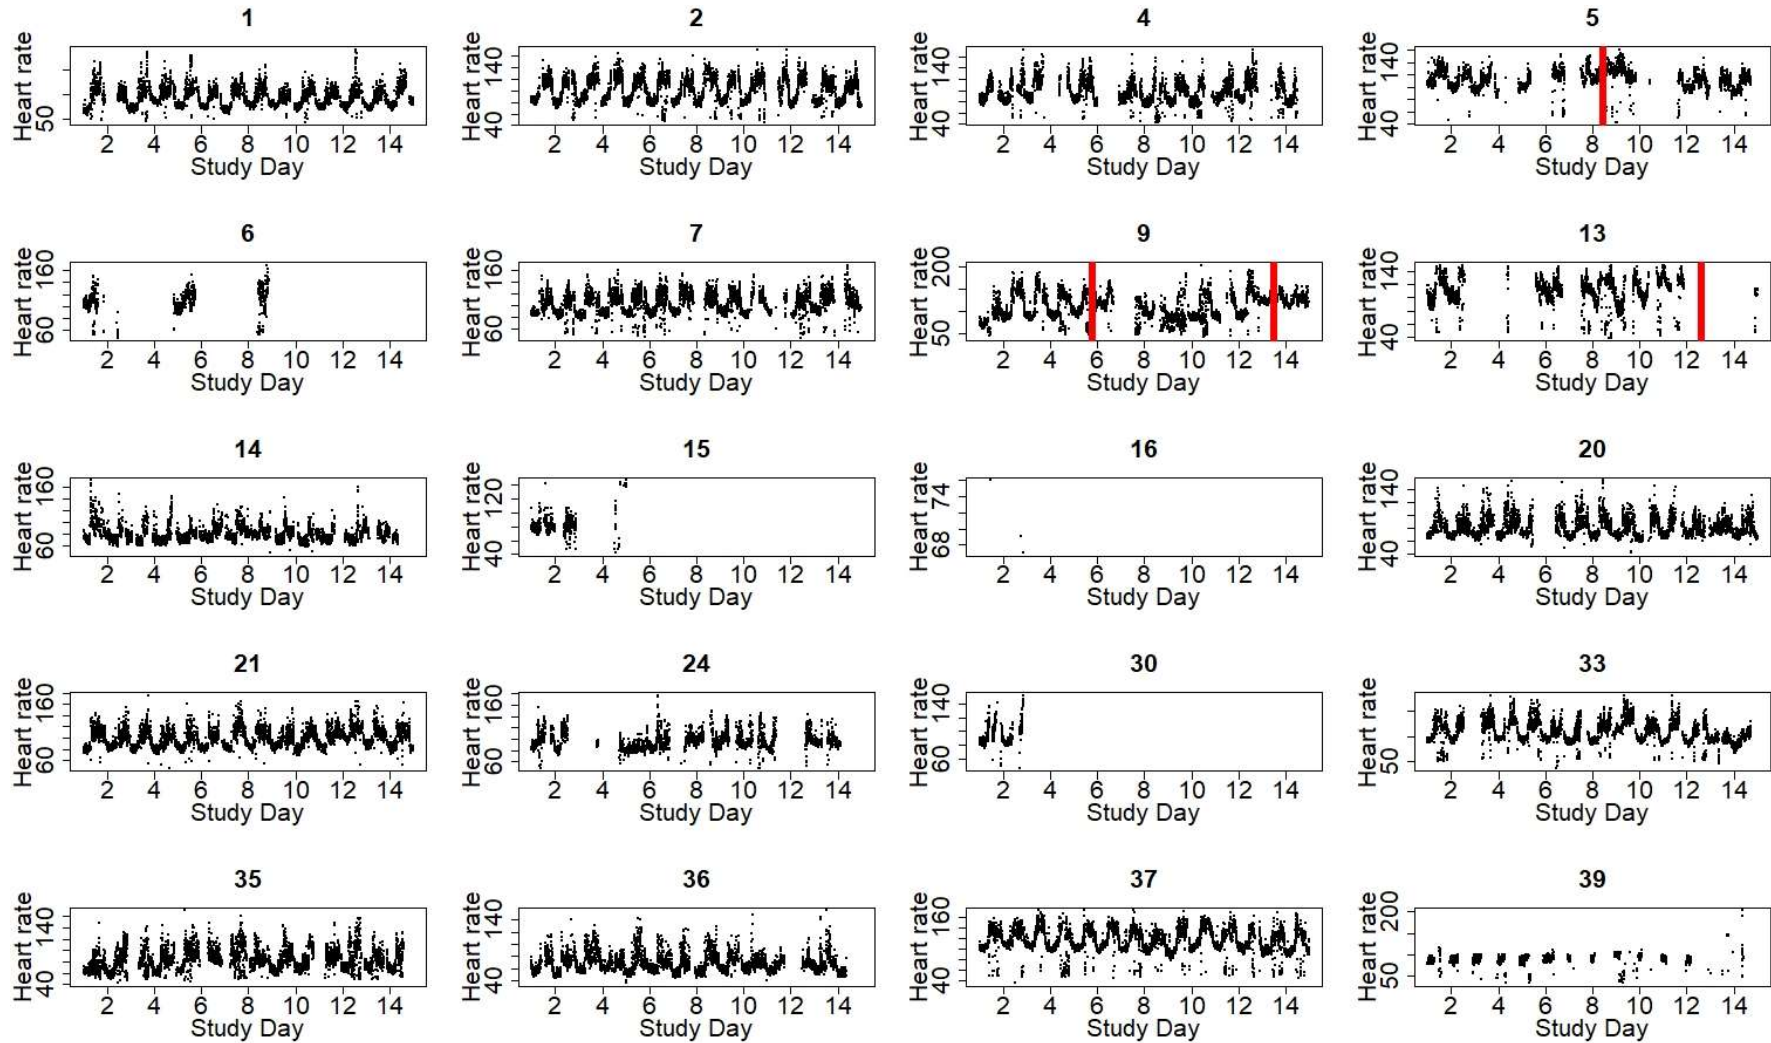 1 2 4 5
Heart rate 50 2 4 6 8 10 12 14 Study Day
Heart rate 40 140 2 4 6 8 10 12 14 Study Day
Heart rate 40 140 2 4 6 8 10 12 14 Study Day
Heart rate 40 140 2 4 6 8 10 12 14 Study Day
6 7 9 13
Heart rate 60 160 2 4 6 8 10 12 14 Study Day
Heart rate 60 160 2 4 6 8 10 12 14 Study Day
Heart rate 50 200 2 4 6 8 10 12 14 Study Day
Heart rate 40 140 2 4 6 8 10 12 14 Study Day
14 15 16 20
Heart rate 60 160 2 4 6 8 10 12 14 Study Day
Heart rate 40 120 2 4 6 8 10 12 14 Study Day
Heart rate 68 74 2 4 6 8 10 12 14 Study Day
Heart rate 40 140 2 4 6 8 10 12 14 Study Day
21 24 30 33
Heart rate 60 160 2 4 6 8 10 12 14 Study Day
Heart rate 60 160 2 4 6 8 10 12 14 Study Day
Heart rate 60 140 2 4 6 8 10 12 14 Study Day
Heart rate 50 2 4 6 8 10 12 14 Study Day
35 36 37 39
Heart rate 40 140 2 4 6 8 10 12 14 Study Day
Heart rate 40 140 2 4 6 8 10 12 14 Study Day
Heart rate 40 160 2 4 6 8 10 12 14 Study Day
Heart rate 50 200 2 4 6 8 10 12 14 Study Day